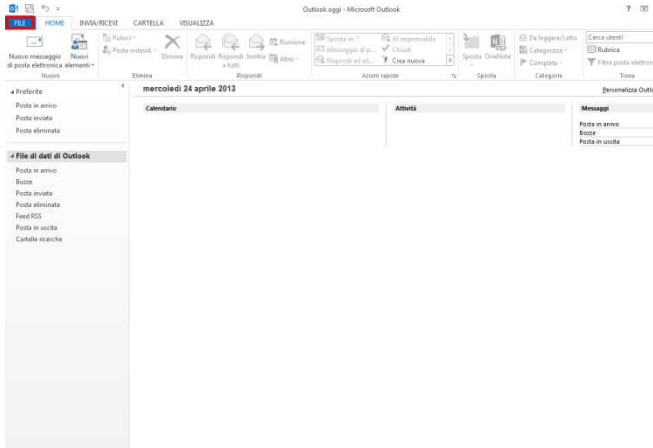 Outlook oggi - Microsoft Outlook
FILE HOME INVIA/RICEVI CARTELLA VISUALIZZA
Nuovo messaggio di posta elettronica
Nuovi elementi
Nuovo
Pulisci
Posta indesid.
Elimina
Elimina
Rispondi
Rispondi a tutti
Inoltra
Riunione
Altro
Rispondi
Sposta in: ?
Al responsabile
Messaggio di p...
Chiudi
Rispondi ed eli...
Crea nuova
Azioni rapide
Sposta
OneNote
Sposta
Da leggere/Letto
Categorizza
Completa
Categorie
Cerca utenti
Rubrica
Filtra posta elettron
Trova
Preferite
Posta in arrivo
Posta inviata
Posta eliminata
File di dati di Outlook
Posta in arrivo
Bozze
Posta inviata
Posta eliminata
Feed RSS
Posta in uscita
Cartelle ricerche
mercoledì 24 aprile 2013
Personalizza Outlo
Calendario
Attività
Messaggi
Posta in arrivo
Bozze
Posta in uscita